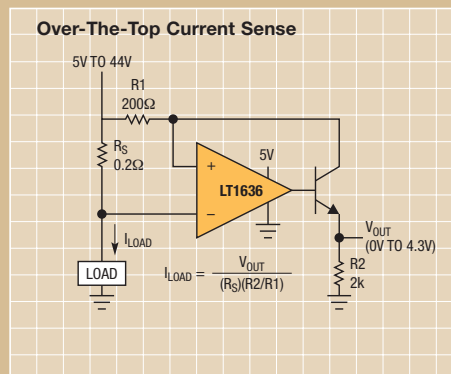 Over-The-Top Current Sense
5V TO 44V
R1
200Ω
RS
0.2Ω
+
5V
LT1636
–
ILOAD
VOUT
(0V TO 4.3V)
LOAD
ILOAD = VOUT
(RS)(R2/R1)
R2
2k